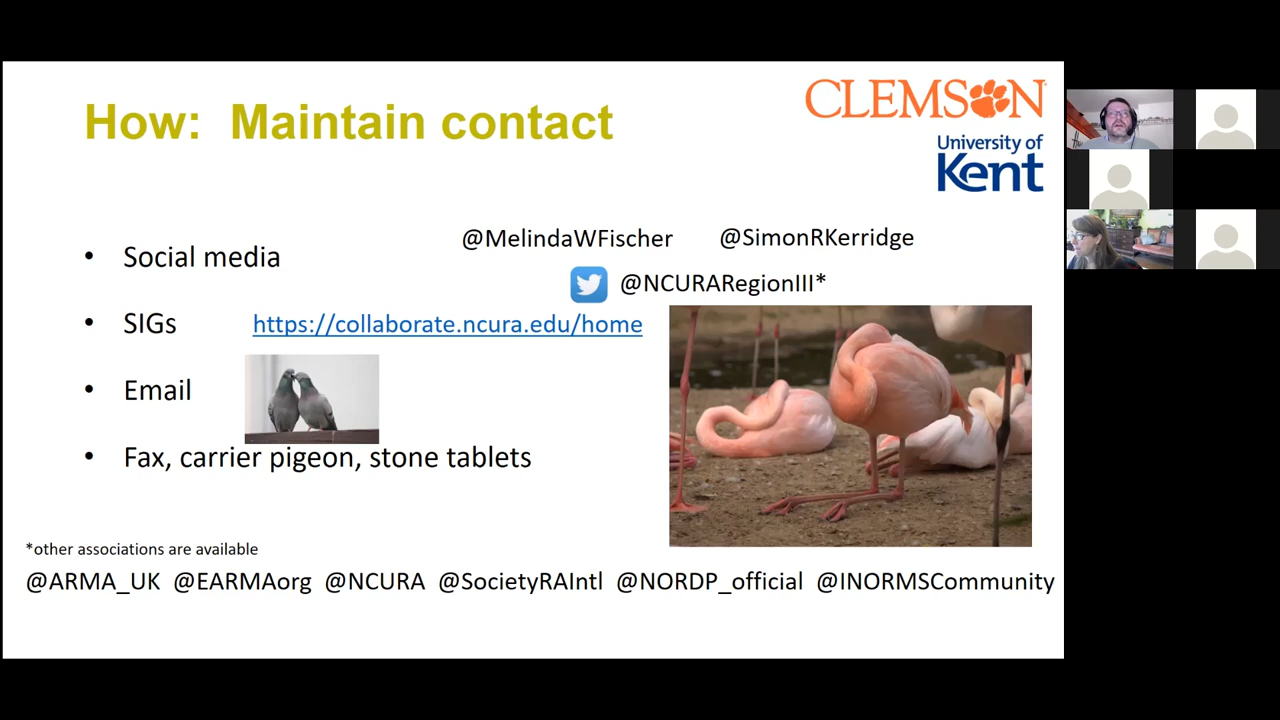 How: Maintain contact
CLEMSON
University of
Kent
• Social media
@MelindaWFischer @SimonRKerridge
@NCURARegionIII*
• SIGs https://collaborate.ncura.edu/home
• Email
• Fax, carrier pigeon, stone tablets
*other associations are available
@ARMA_UK @EARMAorg @NCURA @SocietyRAIntl @NORDP_official @INORMSCommunity